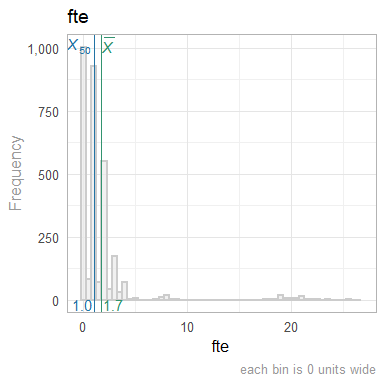 fte
x50 x̅
1,000
750
500
250
0
Frequency
1.0 1.7
0 10 20
fte
each bin is 0 units wide